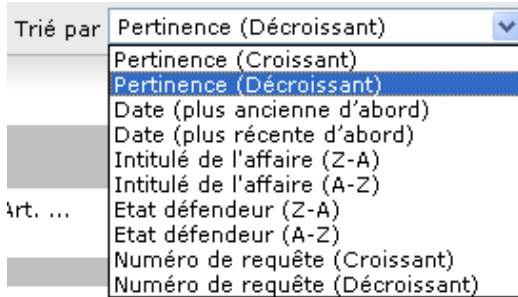 Trié par Pertinence (Décroissant)
Pertinence (Croissant)
Pertinence (Décroissant)
Date (plus ancienne d'abord)
Date (plus récente d'abord)
Intitulé de l'affaire (Z-A)
Intitulé de l'affaire (A-Z)
Etat défendeur (Z-A)
Art. ...
Etat défendeur (A-Z)
Numéro de requête (Croissant)
Numéro de requête (Décroissant)